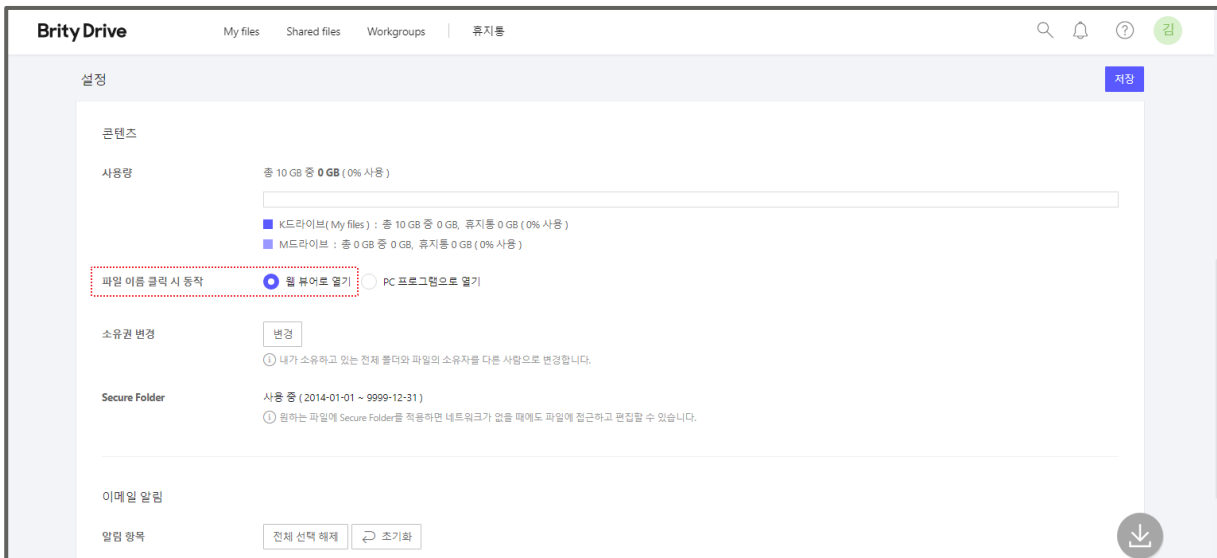 Brity Drive My files Shared files Workgroups 휴지통 김
설정 저장
콘텐츠
사용량 총 10 GB 중 0 GB ( 0% 사용 )
K드라이브( My files ) : 총 10 GB 중 0 GB, 휴지통 0 GB ( 0% 사용 )
M드라이브 : 총 0 GB 중 0 GB, 휴지통 0 GB ( 0% 사용 )
파일 이름 클릭 시 동작 웹 뷰어로 열기 PC 프로그램으로 열기
소유권 변경 변경
내가 소유하고 있는 전체 폴더와 파일의 소유자를 다른 사람으로 변경합니다.
Secure Folder 사용 중 ( 2014-01-01 ~ 9999-12-31 )
원하는 파일에 Secure Folder를 적용하면 네트워크가 없을 때에도 파일에 접근하고 편집할 수 있습니다.
이메일 알림
알림 항목 전체 선택 해제 초기화